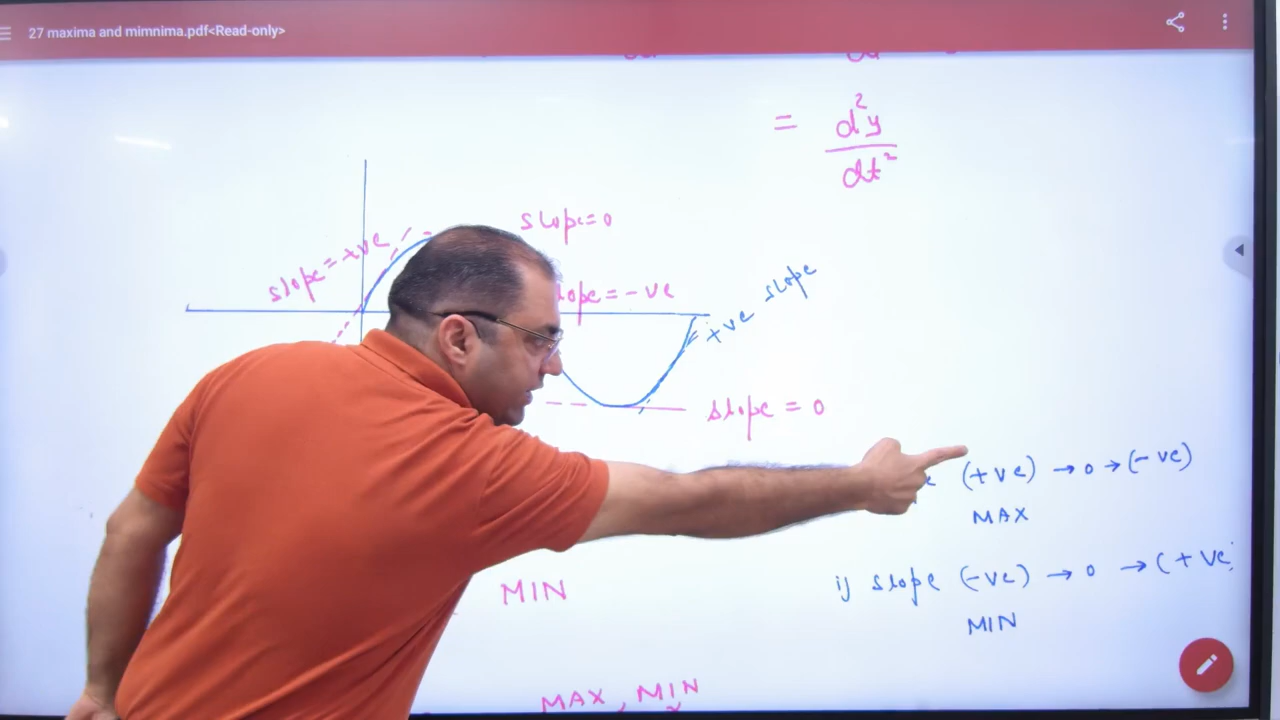 27 maxima and mimnima.pdf<Read-only>
= d²y
dt²
slope=0
slope=+ve
slope=-ve
+ve slope
slope = 0
(+ve) → 0 → (-ve)
MAX
ij slope (-ve) → 0 → (+ve)
MIN
MIN
MAX, MIN